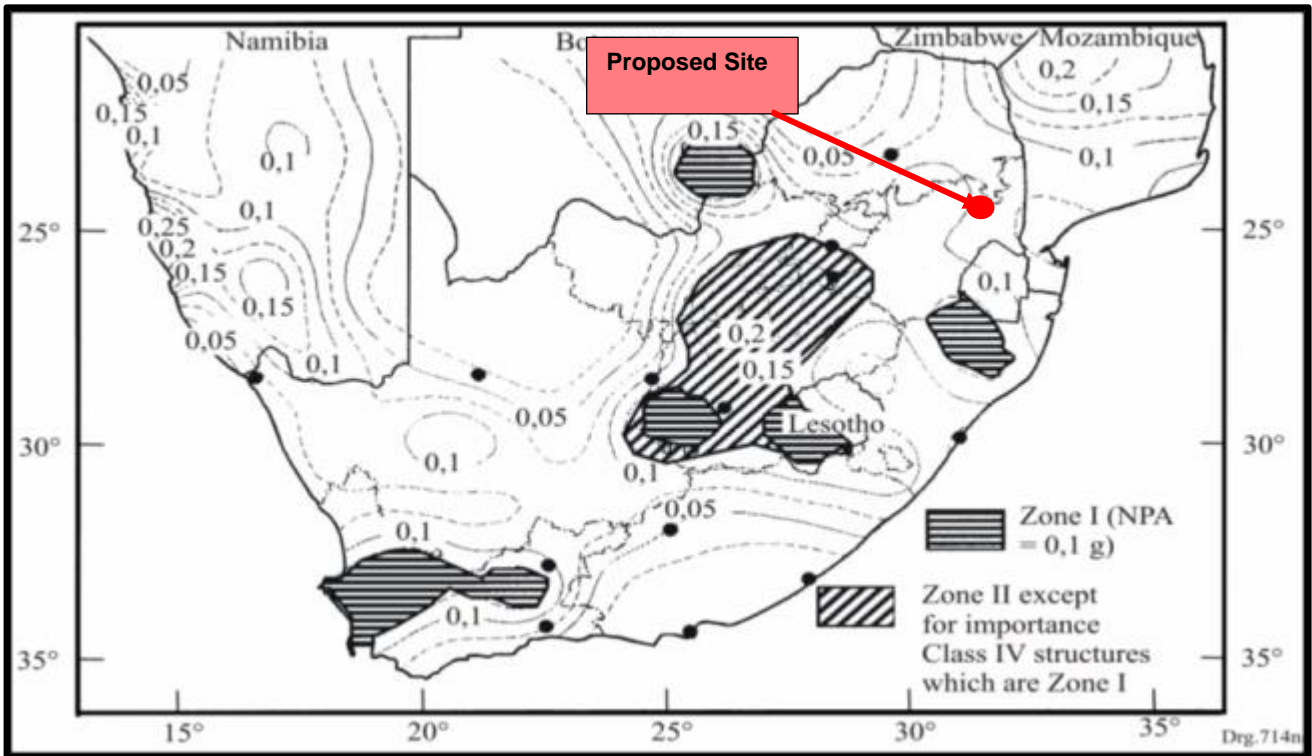 Namibia
Bo
Proposed Site
Zimbabwe
Mozambique
0,05
0,15
0,1
0,1
0,15
0,05
0,2
0,15
0,1
25°
0,25
0,2
0,15
0,1
0,15
0,05
0,1
25°
0,1
0,2
0,15
0,05
Lesotho
30°
0,1
0,1
30°
0,05
0,1
0,1
Zone I (NPA
= 0,1 g)
Zone II except
for importance
Class IV structures
which are Zone I
35°
35°
15°
20°
25°
30°
35°
Drg.714n